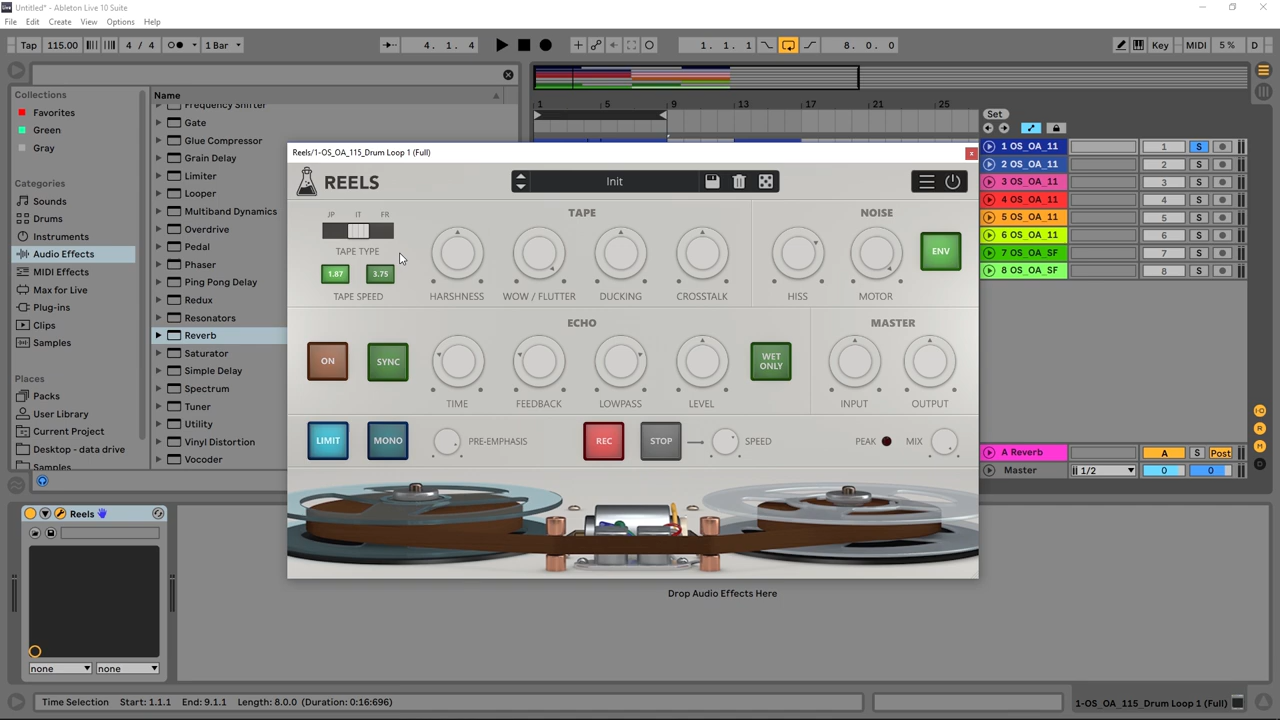 Live Untitled* - Ableton Live 10 Suite
File Edit Create View Options Help
Tap 115.00 4 / 4 1 Bar 4. 1. 4 1. 1. 1 8. 0. 0 Key MIDI 5 % D
Collections
Favorites
Green
Gray
Categories
Sounds
Drums
Instruments
Audio Effects
MIDI Effects
Max for Live
Plug-ins
Clips
Samples
Places
Packs
User Library
Current Project
Desktop - data drive
Samples
Name
Frequency Shifter
Gate
Glue Compressor
Grain Delay
Limiter
Looper
Multiband Dynamics
Overdrive
Pedal
Phaser
Ping Pong Delay
Redux
Resonators
Reverb
Saturator
Simple Delay
Spectrum
Tuner
Utility
Vinyl Distortion
Vocoder
1 5 9 13 17 21 25
Set
1 OS_OA_11 1 S
2 OS_OA_11 2 S
3 OS_OA_11 3 S
4 OS_OA_11 4 S
5 OS_OA_11 5 S
6 OS_OA_11 6 S
7 OS_OA_SF 7 S
8 OS_OA_SF 8 S
A Reverb A S Post
Master 1/2 0 0
Reels/1-OS_OA_115_Drum Loop 1 (Full) x
REELS Init
JP IT FR
TAPE TYPE
1.87 3.75
TAPE SPEED
TAPE
HARSHNESS WOW / FLUTTER DUCKING CROSSTALK
NOISE
HISS MOTOR
ENV
ECHO
ON SYNC
TIME FEEDBACK LOWPASS LEVEL
WET
ONLY
MASTER
INPUT OUTPUT
LIMIT MONO PRE-EMPHASIS REC STOP SPEED PEAK MIX
Reels
none none
Drop Audio Effects Here
Time Selection Start: 1.1.1 End: 9.1.1 Length: 8.0.0 (Duration: 0:16:696)
1-OS_OA_115_Drum Loop 1 (Full)